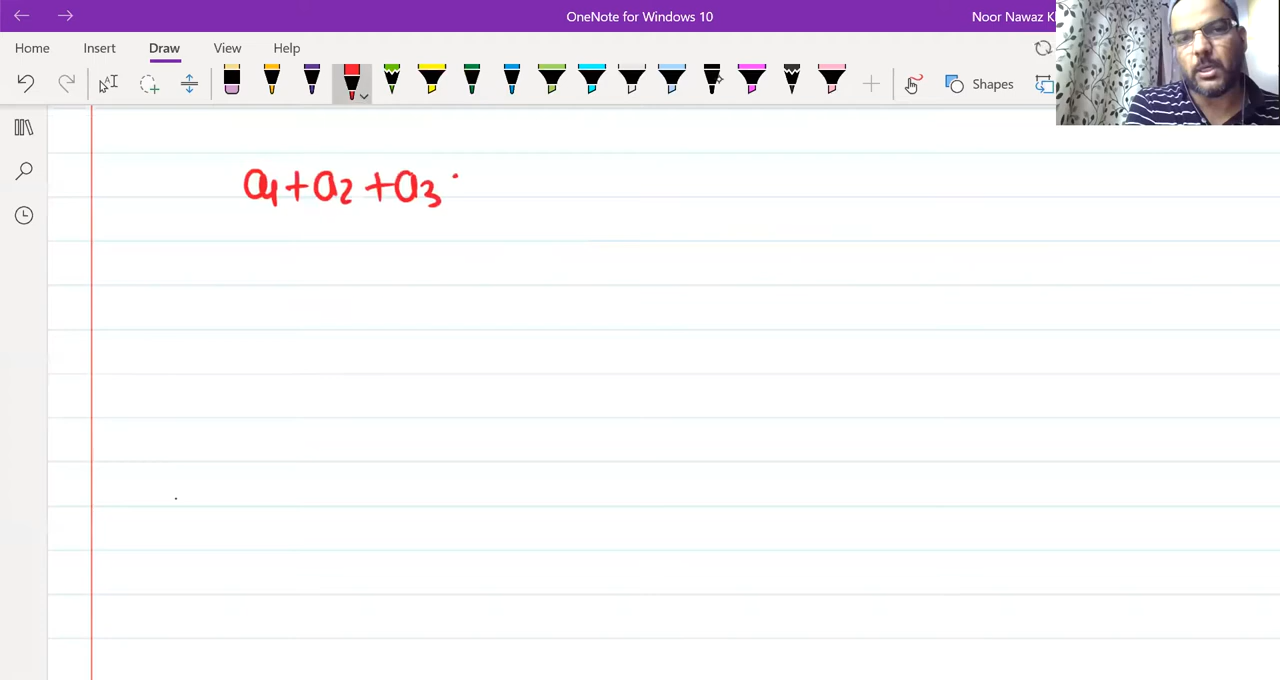 OneNote for Windows 10
Noor Nawaz K
Home Insert Draw View Help
Shapes
a1+a2+a3